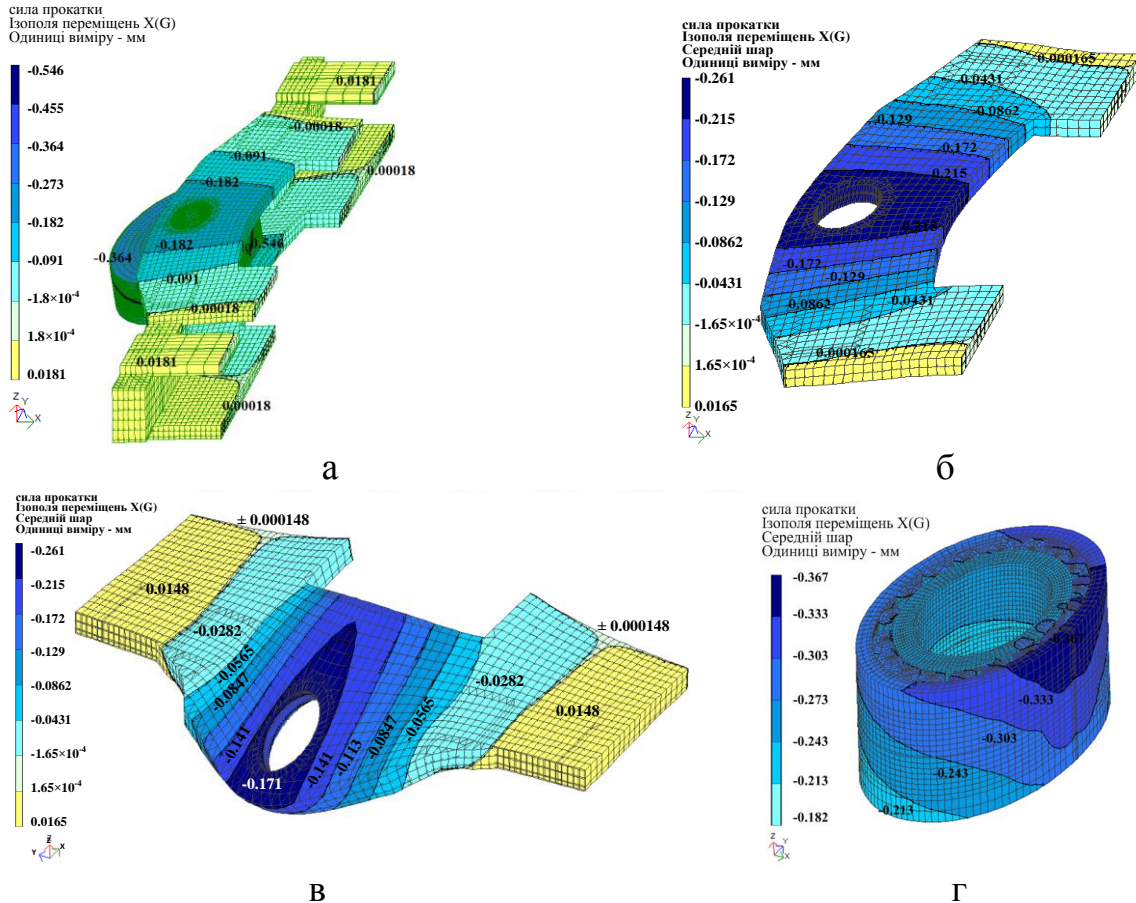 сила прокатки
Ізополя переміщень X(G)
Одиниці виміру - мм
-0.546
-0.455
-0.364
-0.273
-0.182
-0.091
-1.8×10⁻⁴
1.8×10⁻⁴
0.0181
Z Y
X
0.0181
-0.00018
-0.091
0.00018
-0.182
-0.182
-0.546
-0.364
-0.091
-0.00018
0.0181
0.00018
а
сила прокатки
Ізополя переміщень X(G)
Середній шар
Одиниці виміру - мм
-0.261
-0.215
-0.172
-0.129
-0.0862
-0.0431
-1.65×10⁻⁴
1.65×10⁻⁴
0.0165
Z Y
X
0.000165
-0.0431
-0.0862
-0.129
-0.172
0.215
-0.215
-0.172
-0.129
-0.0862
0.0431
0.000165
б
сила прокатки
Ізополя переміщень X(G)
Середній шар
Одиниці виміру - мм
-0.261
-0.215
-0.172
-0.129
-0.0862
-0.0431
-1.65×10⁻⁴
1.65×10⁻⁴
0.0165
Z
Y X
± 0.000148
0.0148
-0.0282
-0.0565
-0.0847
-0.141
-0.171
-0.141
-0.113
-0.0847
-0.0565
-0.0282
± 0.000148
0.0148
в
сила прокатки
Ізополя переміщень X(G)
Середній шар
Одиниці виміру - мм
-0.367
-0.333
-0.303
-0.273
-0.243
-0.213
-0.182
Z Y
X
-0.367
-0.333
-0.303
-0.243
-0.213
г